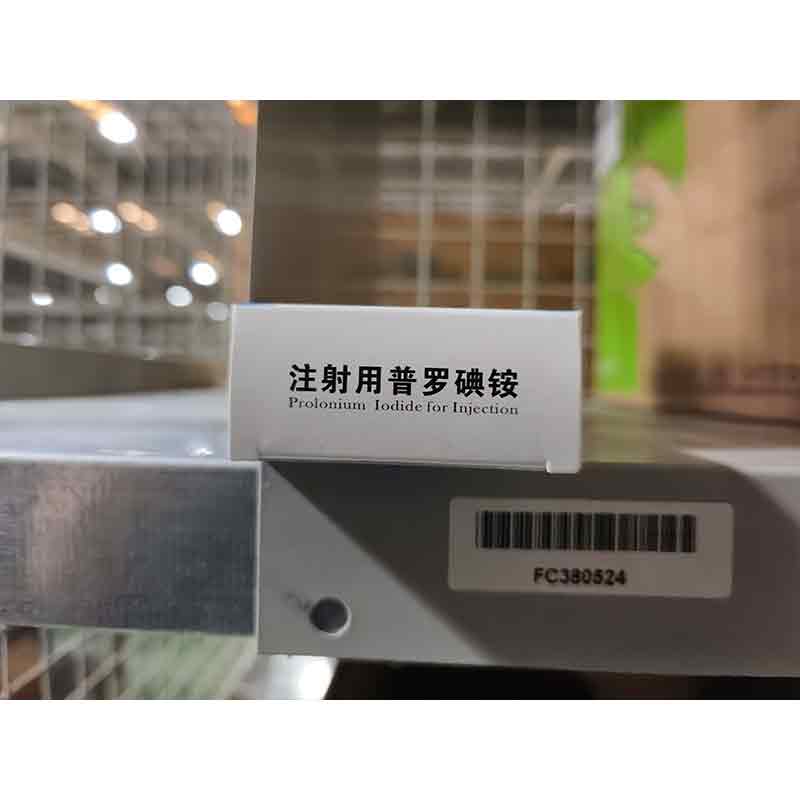 注射用普罗碘铵
Prolonium Iodide for Injection
FC380524